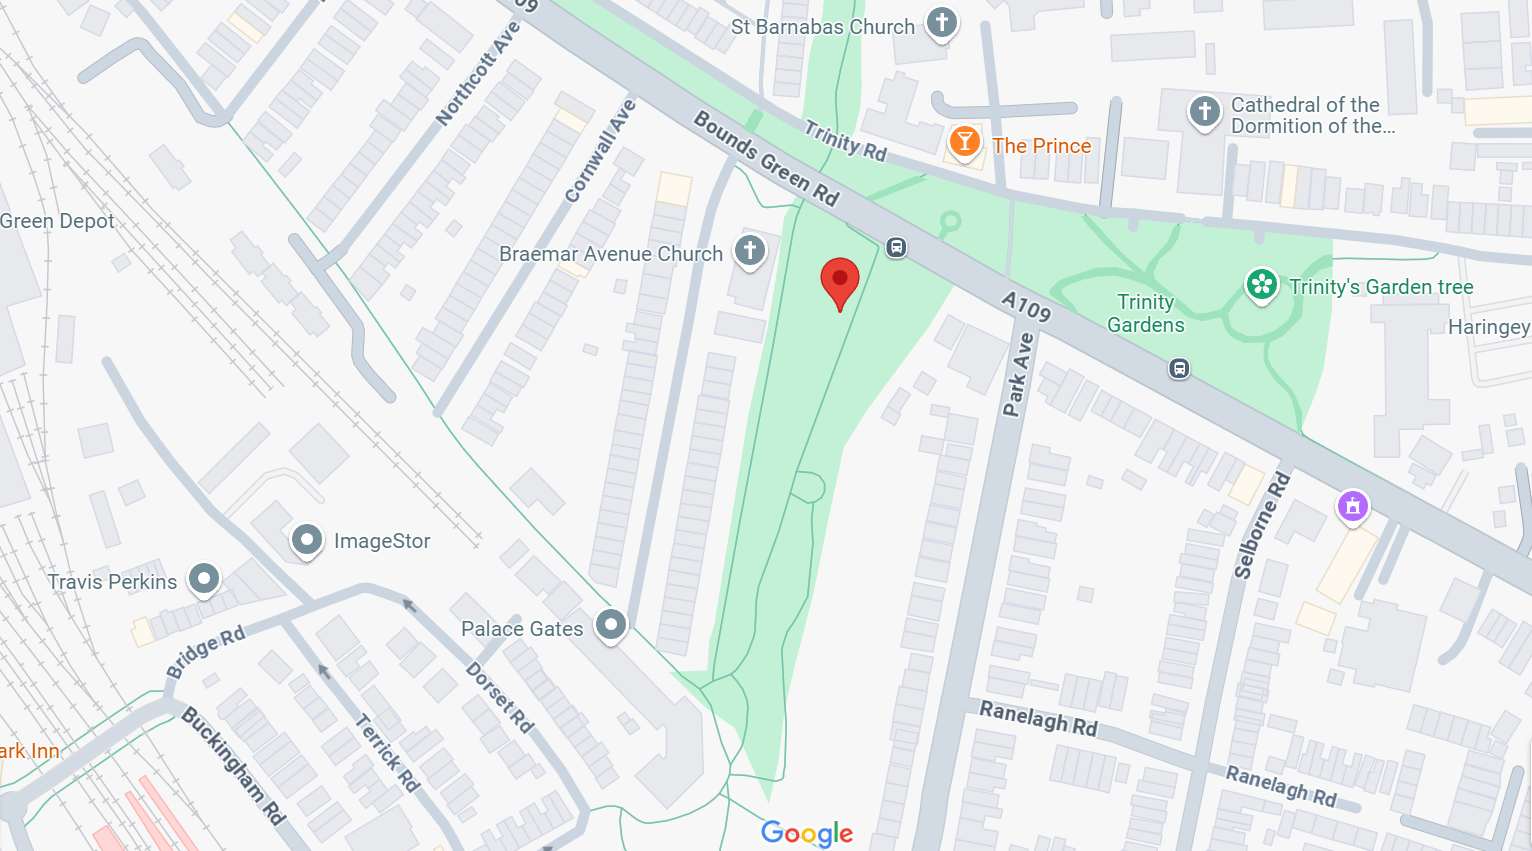 09
St Barnabas Church
Northcott Ave
Cathedral of the
Dormition of the...
Cornwall Ave
Bounds Green Rd
Trinity Rd
The Prince
Green Depot
Braemar Avenue Church
A109
Trinity
Gardens
Trinity's Garden tree
Haringey
Park Ave
Selborne Rd
ImageStor
Travis Perkins
Palace Gates
Bridge Rd
Dorset Rd
Terrick Rd
Buckingham Rd
ark Inn
Ranelagh Rd
Ranelagh Rd
Google